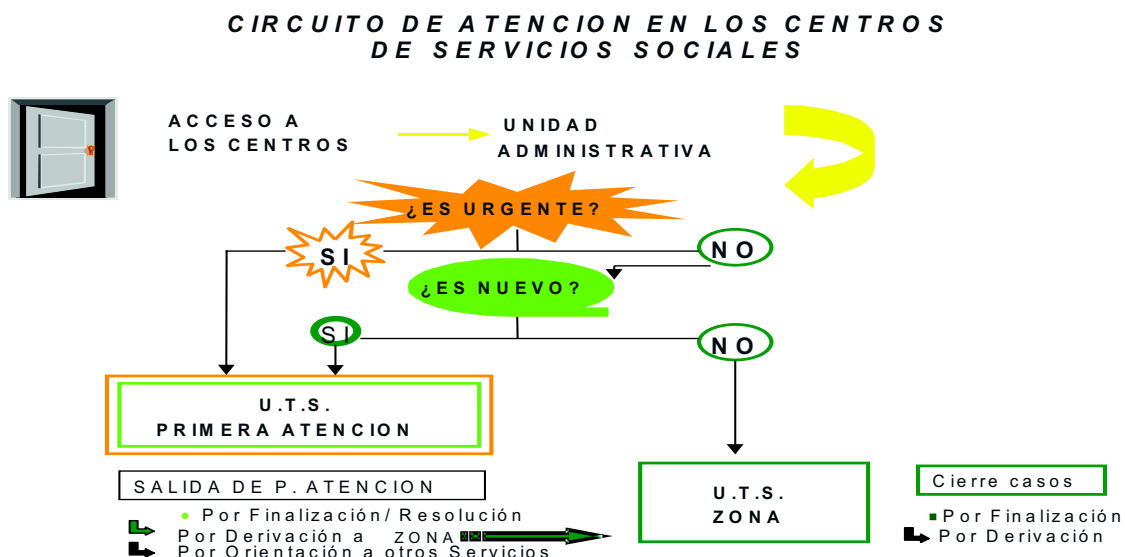 CIRCUITO DE ATENCION EN LOS CENTROS
DE SERVICIOS SOCIALES
ACCESO A
LOS CENTROS
UNIDAD
ADMINISTRATIVA
¿ES URGENTE?
SI
NO
¿ES NUEVO?
SI
NO
U.T.S.
PRIMERA ATENCION
SALIDA DE P. ATENCION
Por Finalización/Resolución
Por Derivación a ZONA
Por Orientación a otros Servicios
U.T.S.
ZONA
Cierre casos
Por Finalización
Por Derivación